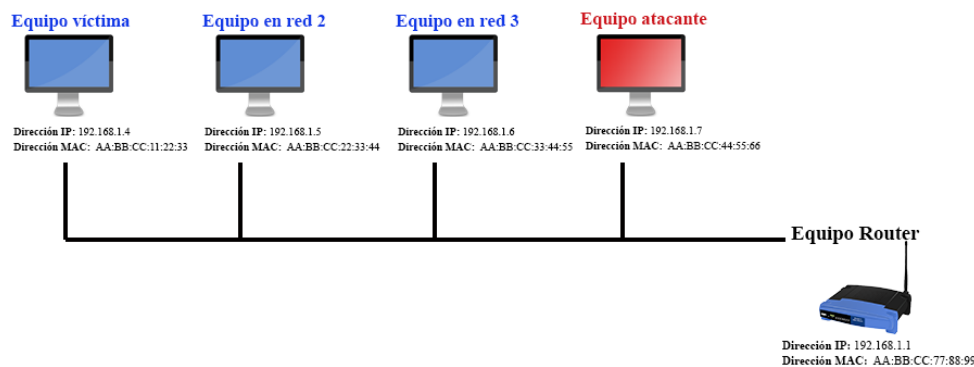 Equipo víctima
Equipo en red 2
Equipo en red 3
Equipo atacante
Dirección IP: 192.168.1.4
Dirección MAC: AA:BB:CC:11:22:33
Dirección IP: 192.168.1.5
Dirección MAC: AA:BB:CC:22:33:44
Dirección IP: 192.168.1.6
Dirección MAC: AA:BB:CC:33:44:55
Dirección IP: 192.168.1.7
Dirección MAC: AA:BB:CC:44:55:66
Equipo Router
Dirección IP: 192.168.1.1
Dirección MAC: AA:BB:CC:77:88:99